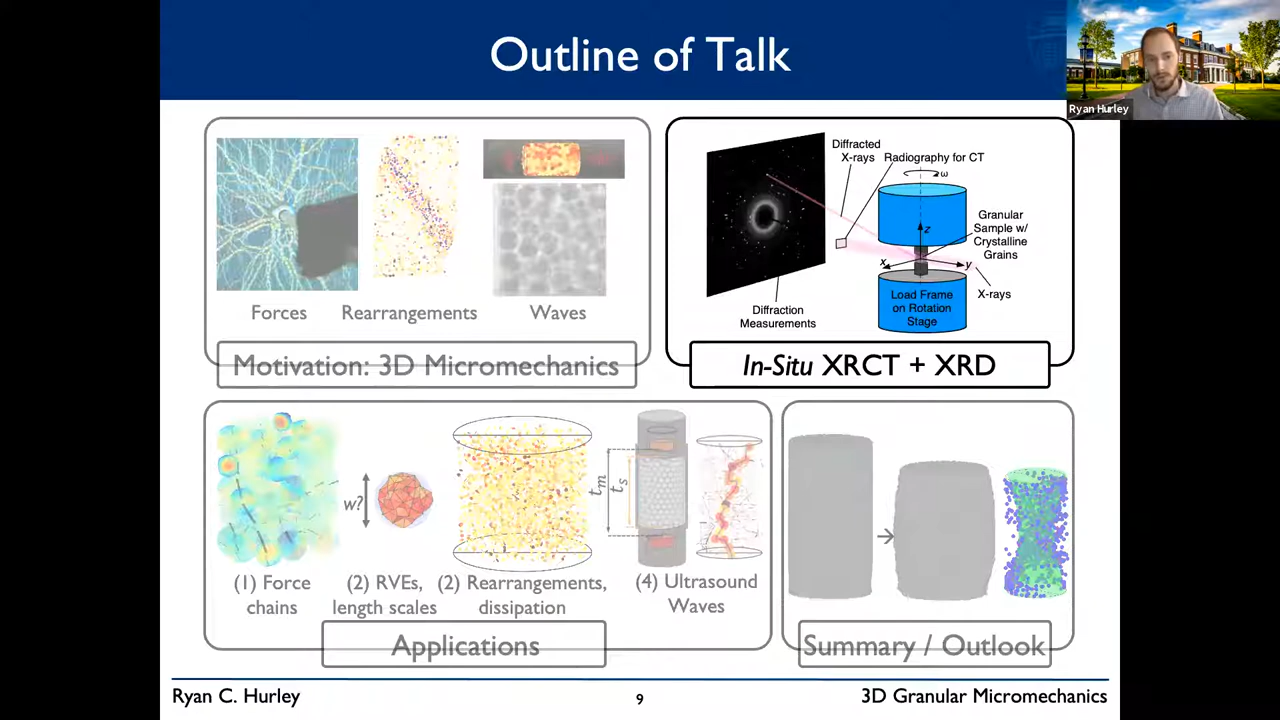 Outline of Talk
Ryan Hurley
Forces
Rearrangements
Waves
Motivation: 3D Micromechanics
Diffracted
X-rays
Radiography for CT
ω
Granular
Sample w/
Crystalline
Grains
z
x
y
X-rays
Load Frame
on Rotation
Stage
Diffraction
Measurements
In-Situ XRCT + XRD
w?
tm
ts
(1) Force
chains
(2) RVEs,
length scales
(2) Rearrangements,
dissipation
(4) Ultrasound
Waves
Applications
Summary / Outlook
Ryan C. Hurley
9
3D Granular Micromechanics